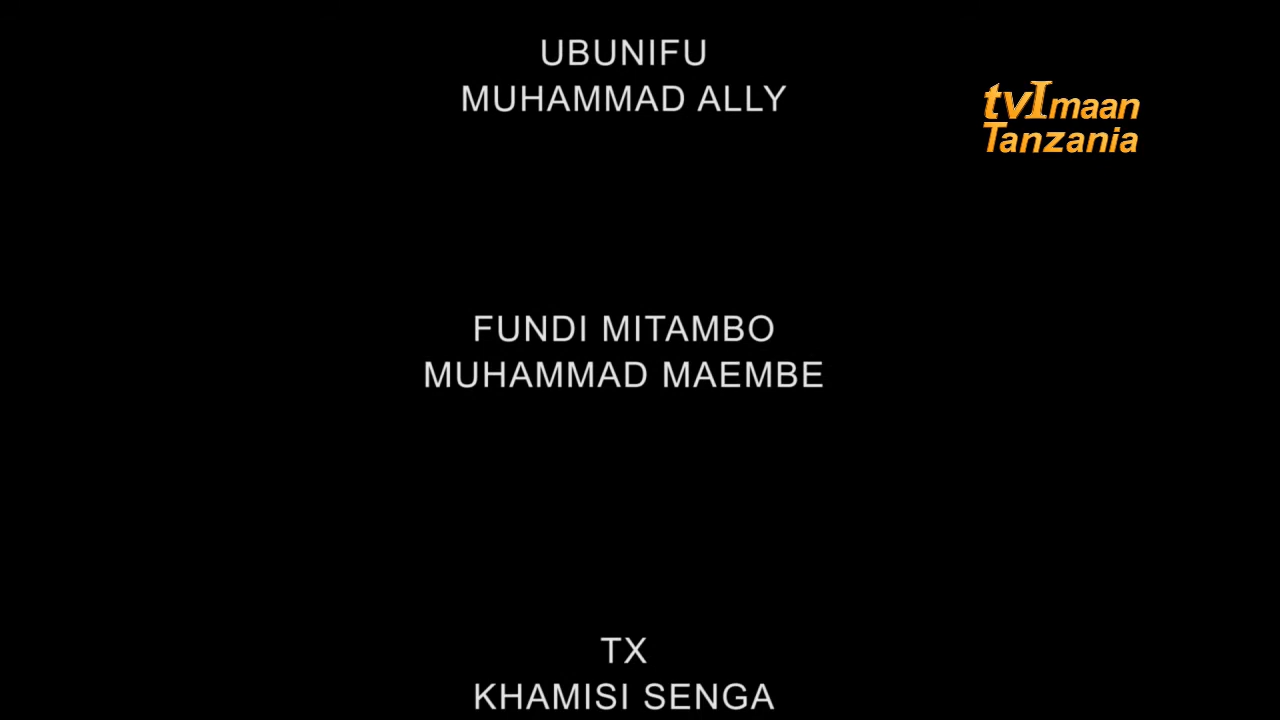 UBUNIFU
MUHAMMAD ALLY
tvImaan
Tanzania
FUNDI MITAMBO
MUHAMMAD MAEMBE
TX
KHAMISI SENGA